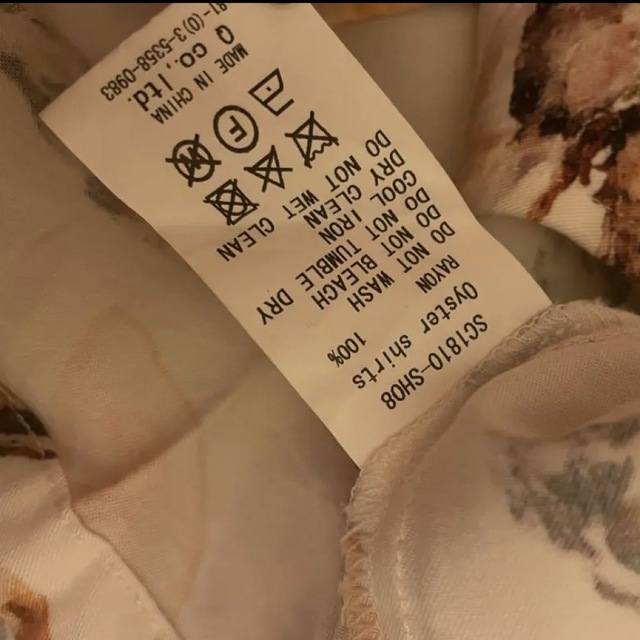 SC1810-SH08
Oyster shirts
RAYON 100%
DO NOT WASH
DO NOT BLEACH
DO NOT TUMBLE DRY
COOL IRON
DRY CLEAN
DO NOT WET CLEAN
F
W
MADE IN CHINA
Q CO., ltd.
81-(0)3-5358-0983